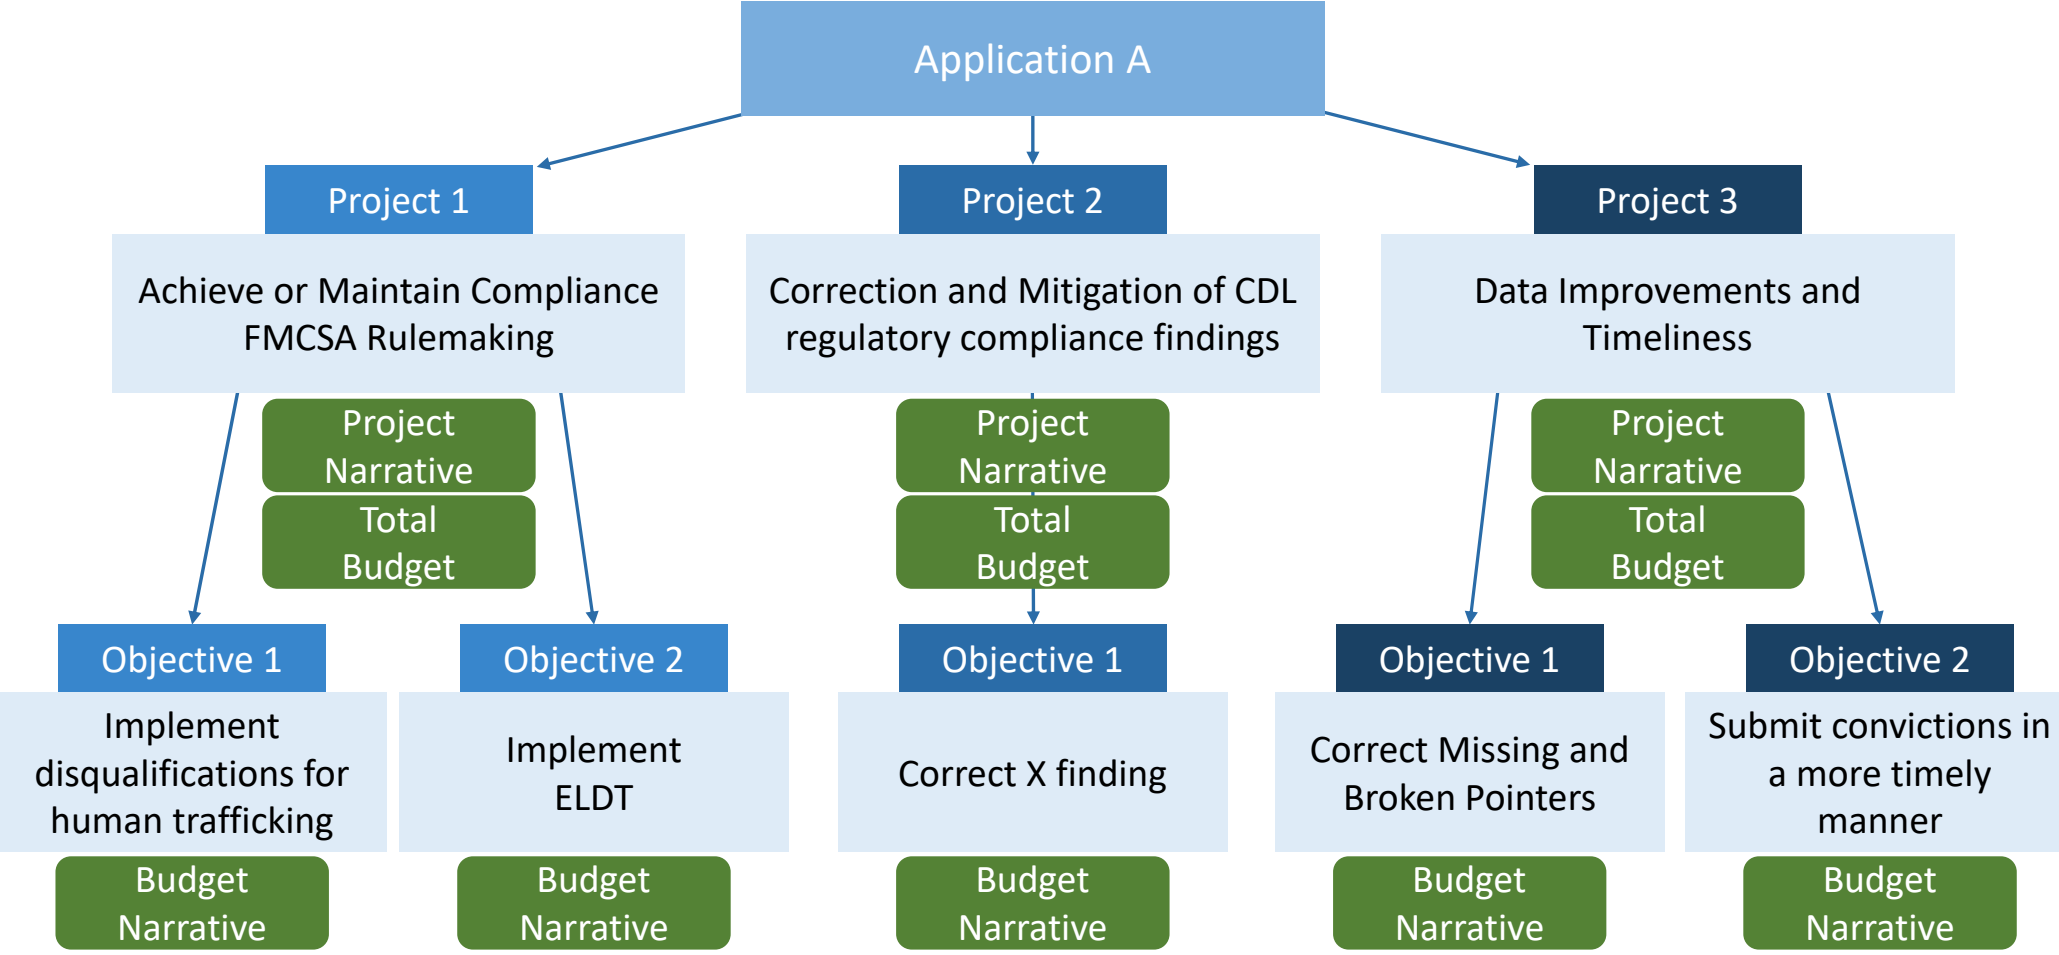 Application A
Project 1
Project 2
Project 3
Achieve or Maintain Compliance
FMCSA Rulemaking
Correction and Mitigation of CDL
regulatory compliance findings
Data Improvements and
Timeliness
Project
Narrative
Total
Budget
Project
Narrative
Total
Budget
Project
Narrative
Total
Budget
Objective 1
Implement
disqualifications for
human trafficking
Budget
Narrative
Objective 2
Implement
ELDT
Budget
Narrative
Objective 1
Correct X finding
Budget
Narrative
Objective 1
Correct Missing and
Broken Pointers
Budget
Narrative
Objective 2
Submit convictions in
a more timely
manner
Budget
Narrative